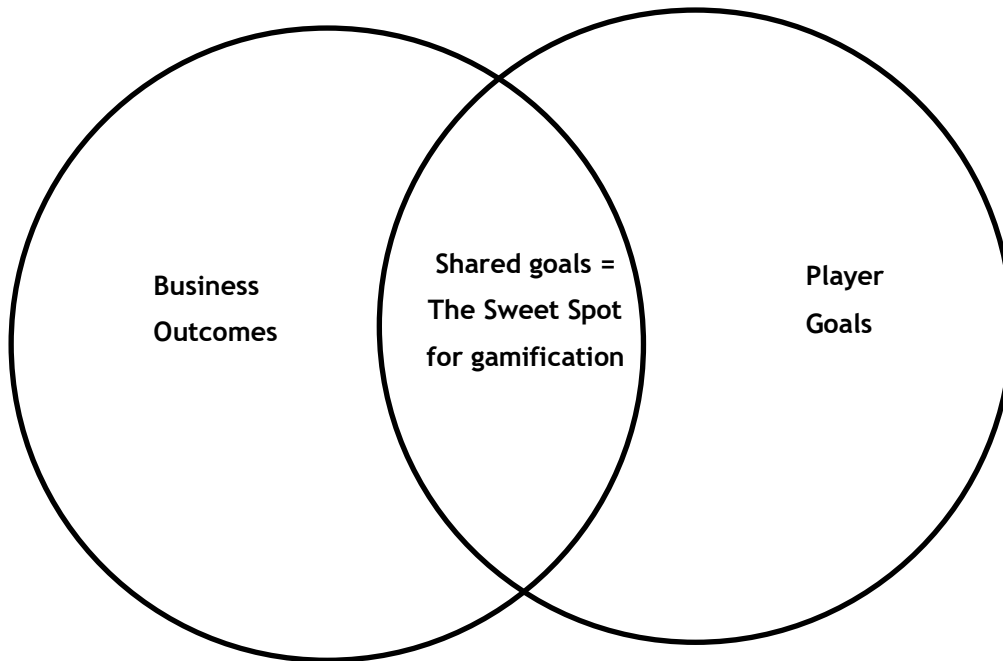 Business
Outcomes
Shared goals =
The Sweet Spot
for gamification
Player
Goals